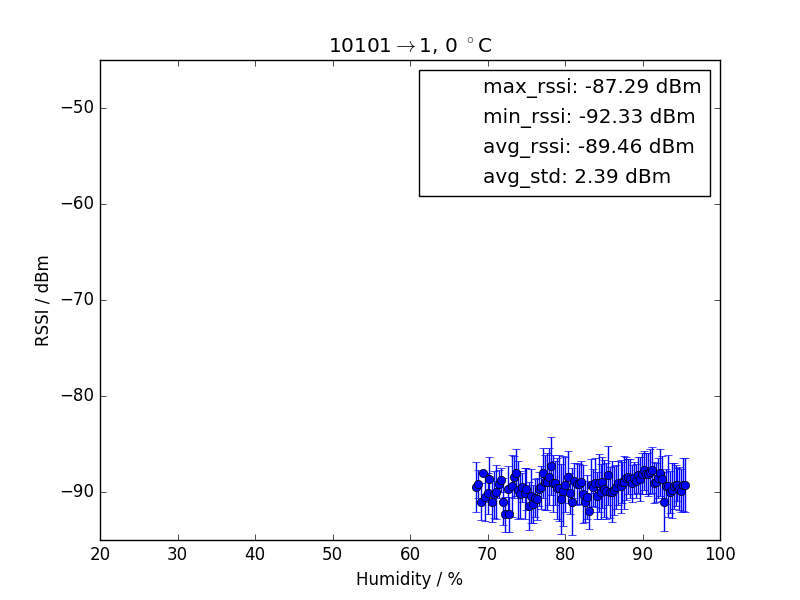 10101→1, 0 °C
max_rssi: -87.29 dBm
min_rssi: -92.33 dBm
avg_rssi: -89.46 dBm
avg_std: 2.39 dBm
RSSI / dBm
−50
−60
−70
−80
−90
20 30 40 50 60 70 80 90 100
Humidity / %